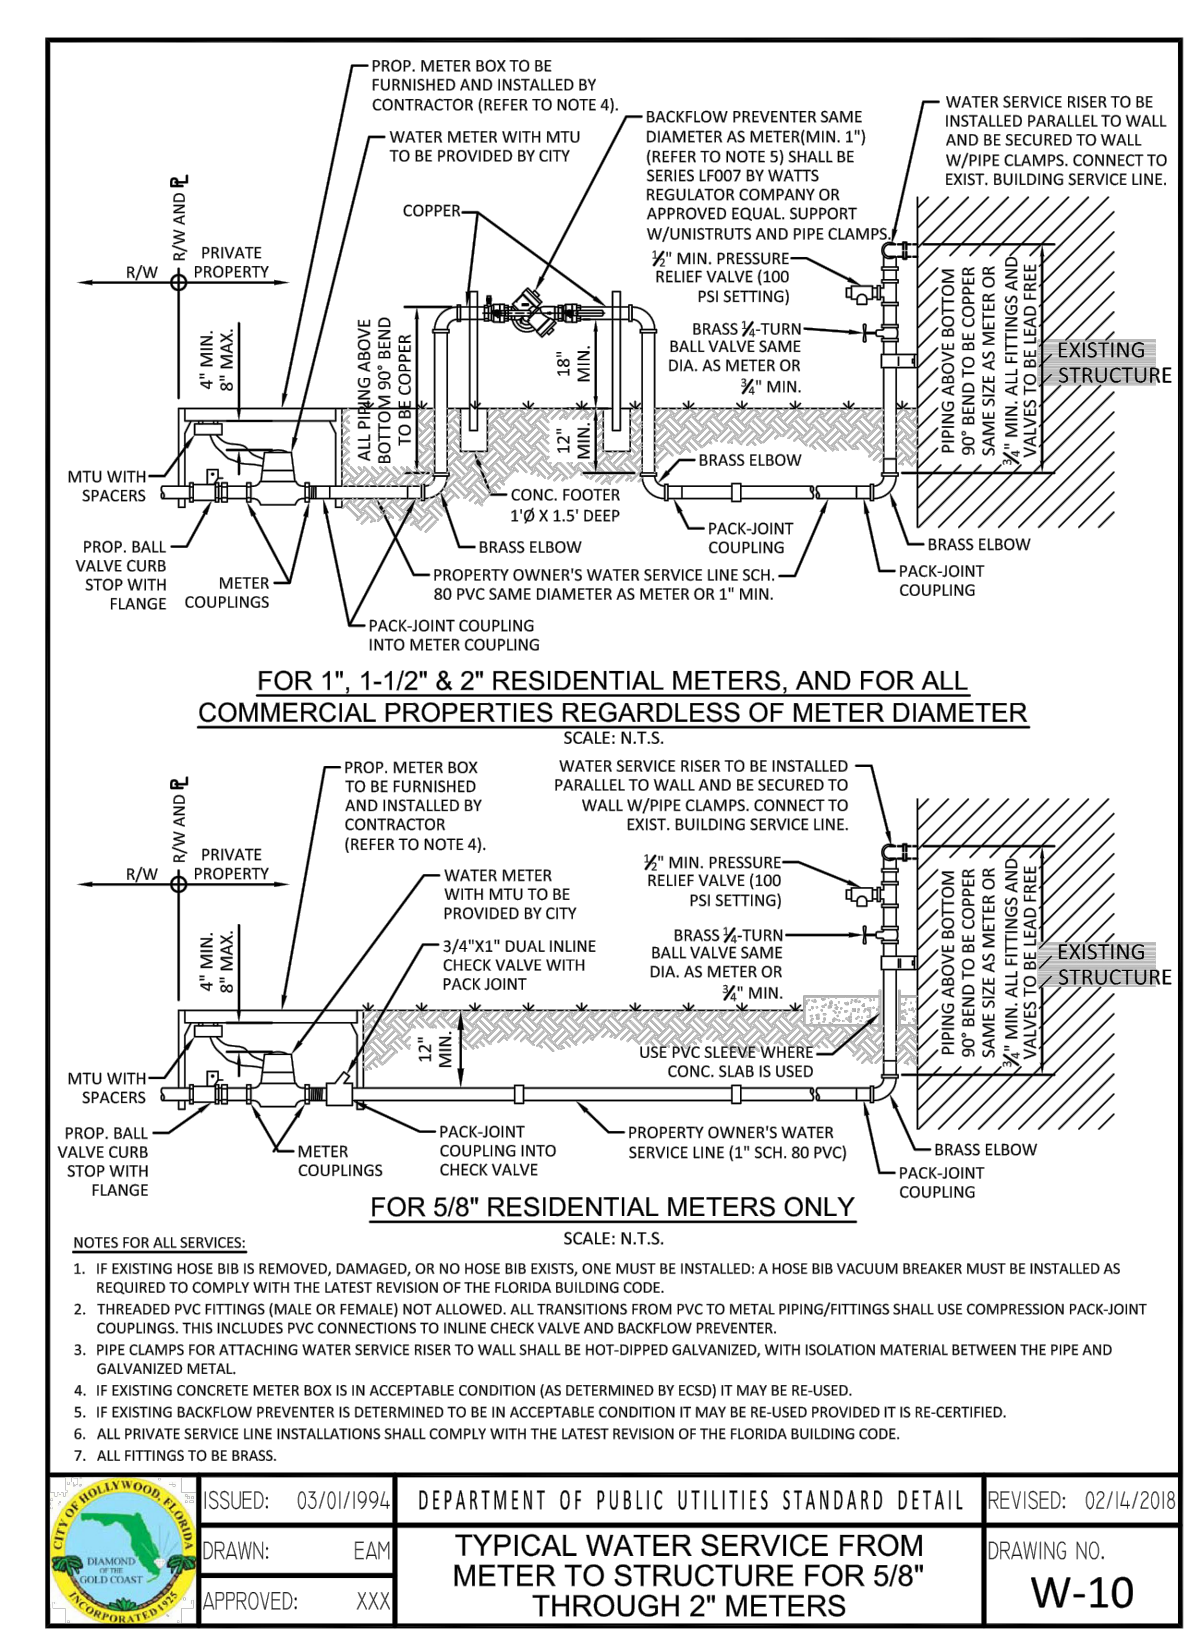 PROP. METER BOX TO BE
FURNISHED AND INSTALLED BY
CONTRACTOR (REFER TO NOTE 4).
WATER METER WITH MTU
TO BE PROVIDED BY CITY
COPPER
BACKFLOW PREVENTER SAME
DIAMETER AS METER(MIN. 1")
(REFER TO NOTE 5) SHALL BE
SERIES LF007 BY WATTS
REGULATOR COMPANY OR
APPROVED EQUAL. SUPPORT
W/UNISTRUTS AND PIPE CLAMPS.
WATER SERVICE RISER TO BE
INSTALLED PARALLEL TO WALL
AND BE SECURED TO WALL
W/PIPE CLAMPS. CONNECT TO
EXIST. BUILDING SERVICE LINE.
R/W AND PL
R/W
PRIVATE
PROPERTY
½" MIN. PRESSURE
RELIEF VALVE (100
PSI SETTING)
BRASS ¼-TURN
BALL VALVE SAME
DIA. AS METER OR
¾" MIN.
4" MIN.
8" MAX.
ALL PIPING ABOVE
BOTTOM 90° BEND
TO BE COPPER
18"
MIN.
12"
MIN.
PIPING ABOVE BOTTOM
90° BEND TO BE COPPER
SAME SIZE AS METER OR
¾" MIN. ALL FITTINGS AND
VALVES TO BE LEAD FREE
EXISTING
STRUCTURE
MTU WITH
SPACERS
BRASS ELBOW
CONC. FOOTER
1'Ø X 1.5' DEEP
PACK-JOINT
COUPLING
BRASS ELBOW
BRASS ELBOW
PROP. BALL
VALVE CURB
STOP WITH
FLANGE
METER
COUPLINGS
PROPERTY OWNER'S WATER SERVICE LINE SCH.
80 PVC SAME DIAMETER AS METER OR 1" MIN.
PACK-JOINT
COUPLING
PACK-JOINT COUPLING
INTO METER COUPLING
FOR 1", 1-1/2" & 2" RESIDENTIAL METERS, AND FOR ALL
COMMERCIAL PROPERTIES REGARDLESS OF METER DIAMETER
SCALE: N.T.S.
PROP. METER BOX
TO BE FURNISHED
AND INSTALLED BY
CONTRACTOR
(REFER TO NOTE 4).
WATER SERVICE RISER TO BE INSTALLED
PARALLEL TO WALL AND BE SECURED TO
WALL W/PIPE CLAMPS. CONNECT TO
EXIST. BUILDING SERVICE LINE.
R/W AND PL
R/W
PRIVATE
PROPERTY
WATER METER
WITH MTU TO BE
PROVIDED BY CITY
3/4"X1" DUAL INLINE
CHECK VALVE WITH
PACK JOINT
½" MIN. PRESSURE
RELIEF VALVE (100
PSI SETTING)
BRASS ¼-TURN
BALL VALVE SAME
DIA. AS METER OR
¾" MIN.
4" MIN.
8" MAX.
12"
MIN.
PIPING ABOVE BOTTOM
90° BEND TO BE COPPER
SAME SIZE AS METER OR
¾" MIN. ALL FITTINGS AND
VALVES TO BE LEAD FREE
EXISTING
STRUCTURE
USE PVC SLEEVE WHERE
CONC. SLAB IS USED
MTU WITH
SPACERS
PROP. BALL
VALVE CURB
STOP WITH
FLANGE
METER
COUPLINGS
PACK-JOINT
COUPLING INTO
CHECK VALVE
PROPERTY OWNER'S WATER
SERVICE LINE (1" SCH. 80 PVC)
BRASS ELBOW
PACK-JOINT
COUPLING
FOR 5/8" RESIDENTIAL METERS ONLY
SCALE: N.T.S.
NOTES FOR ALL SERVICES:
1. IF EXISTING HOSE BIB IS REMOVED, DAMAGED, OR NO HOSE BIB EXISTS, ONE MUST BE INSTALLED: A HOSE BIB VACUUM BREAKER MUST BE INSTALLED AS
REQUIRED TO COMPLY WITH THE LATEST REVISION OF THE FLORIDA BUILDING CODE.
2. THREADED PVC FITTINGS (MALE OR FEMALE) NOT ALLOWED. ALL TRANSITIONS FROM PVC TO METAL PIPING/FITTINGS SHALL USE COMPRESSION PACK-JOINT
COUPLINGS. THIS INCLUDES PVC CONNECTIONS TO INLINE CHECK VALVE AND BACKFLOW PREVENTER.
3. PIPE CLAMPS FOR ATTACHING WATER SERVICE RISER TO WALL SHALL BE HOT-DIPPED GALVANIZED, WITH ISOLATION MATERIAL BETWEEN THE PIPE AND
GALVANIZED METAL.
4. IF EXISTING CONCRETE METER BOX IS IN ACCEPTABLE CONDITION (AS DETERMINED BY ECSD) IT MAY BE RE-USED.
5. IF EXISTING BACKFLOW PREVENTER IS DETERMINED TO BE IN ACCEPTABLE CONDITION IT MAY BE RE-USED PROVIDED IT IS RE-CERTIFIED.
6. ALL PRIVATE SERVICE LINE INSTALLATIONS SHALL COMPLY WITH THE LATEST REVISION OF THE FLORIDA BUILDING CODE.
7. ALL FITTINGS TO BE BRASS.
CITY OF HOLLYWOOD, FLORIDA
DIAMOND
OF THE
GOLD COAST
INCORPORATED 1925
ISSUED: 03/01/1994
DRAWN: EAM
APPROVED: XXX
DEPARTMENT OF PUBLIC UTILITIES STANDARD DETAIL
TYPICAL WATER SERVICE FROM
METER TO STRUCTURE FOR 5/8"
THROUGH 2" METERS
REVISED: 02/14/2018
DRAWING NO.
W-10